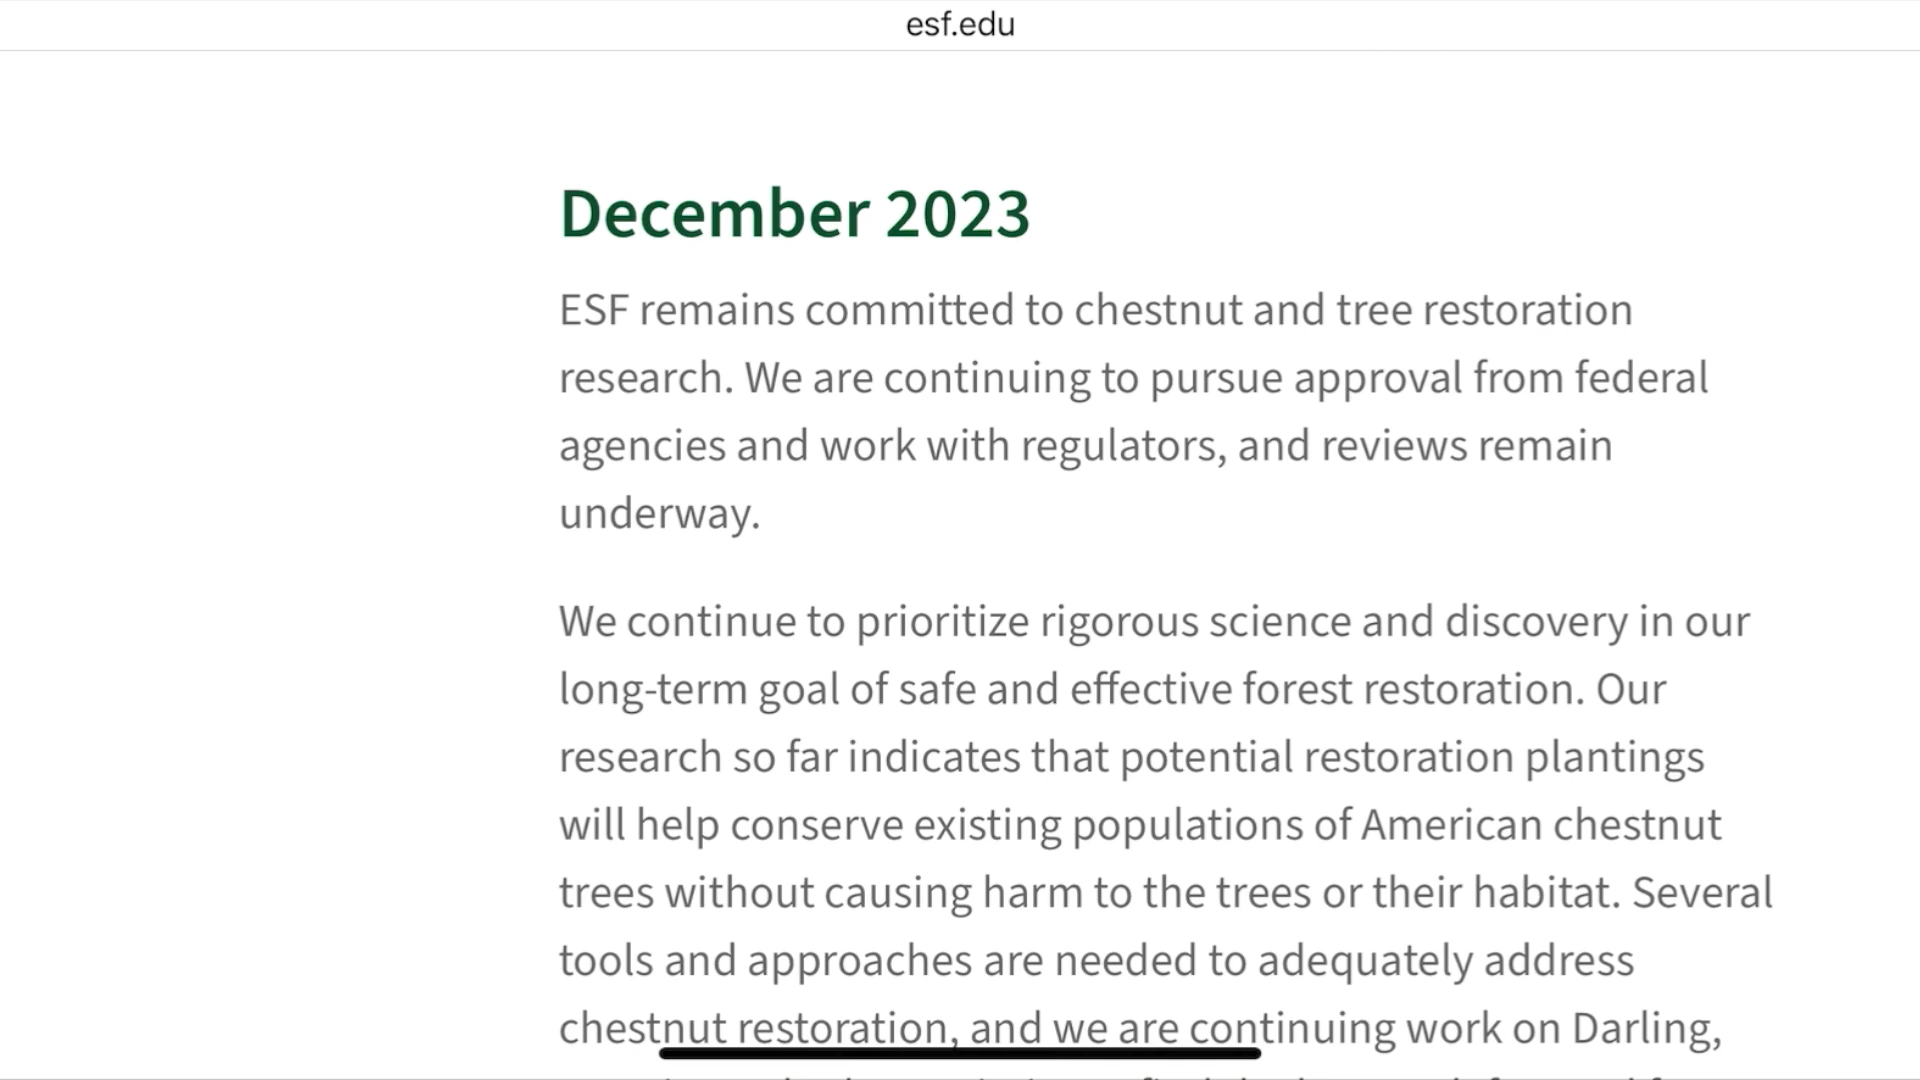 esf.edu
December 2023
ESF remains committed to chestnut and tree restoration
research. We are continuing to pursue approval from federal
agencies and work with regulators, and reviews remain
underway.
We continue to prioritize rigorous science and discovery in our
long-term goal of safe and effective forest restoration. Our
research so far indicates that potential restoration plantings
will help conserve existing populations of American chestnut
trees without causing harm to the trees or their habitat. Several
tools and approaches are needed to adequately address
chestnut restoration, and we are continuing work on Darling,